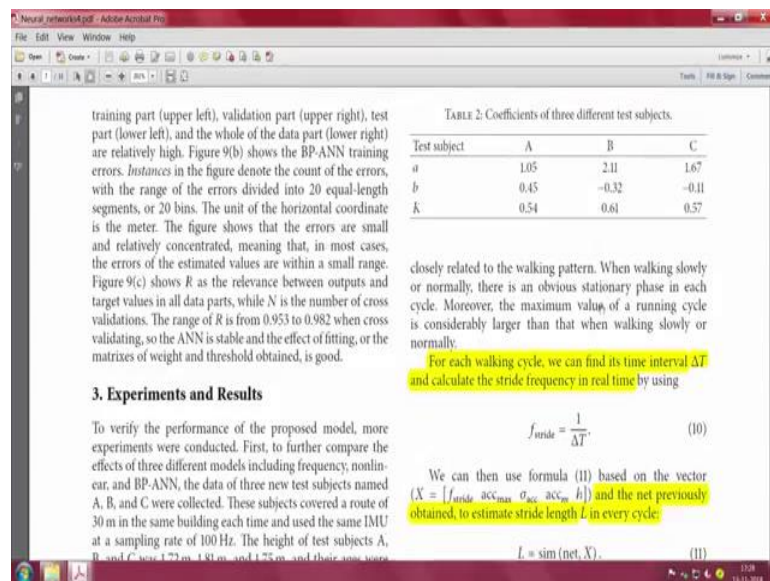 Neural_networks4.pdf - Adobe Acrobat Pro
File Edit View Window Help
Open
Create
Tools Fill & Sign Comment
training part (upper left), validation part (upper right), test
part (lower left), and the whole of the data part (lower right)
are relatively high. Figure 9(b) shows the BP-ANN training
errors. Instances in the figure denote the count of the errors,
with the range of the errors divided into 20 equal-length
segments, or 20 bins. The unit of the horizontal coordinate
is the meter. The figure shows that the errors are small
and relatively concentrated, meaning that, in most cases,
the errors of the estimated values are within a small range.
Figure 9(c) shows R as the relevance between outputs and
target values in all data parts, while N is the number of cross
validations. The range of R is from 0.953 to 0.982 when cross
validating, so the ANN is stable and the effect of fitting, or the
matrixes of weight and threshold obtained, is good.
3. Experiments and Results
To verify the performance of the proposed model, more
experiments were conducted. First, to further compare the
effects of three different models including frequency, nonlin-
ear, and BP-ANN, the data of three new test subjects named
A, B, and C were collected. These subjects covered a route of
30 m in the same building each time and used the same IMU
at a sampling rate of 100 Hz. The height of test subjects A,
B, and C was 1.72 m, 1.81 m, and 1.75 m, and their ages were
TABLE 2: Coefficients of three different test subjects.
Test subject A B C
a 1.05 2.11 1.67
b 0.45 −0.32 −0.11
k 0.54 0.61 0.57
closely related to the walking pattern. When walking slowly
or normally, there is an obvious stationary phase in each
cycle. Moreover, the maximum value of a running cycle
is considerably larger than that when walking slowly or
normally.
For each walking cycle, we can find its time interval ΔT
and calculate the stride frequency in real time by using
f_stride = 1/ΔT. (10)
We can then use formula (11) based on the vector
(X = [f_stride acc_max σ_acc acc_m h]) and the net previously
obtained, to estimate stride length L in every cycle:
L = sim (net, X). (11)
13:28